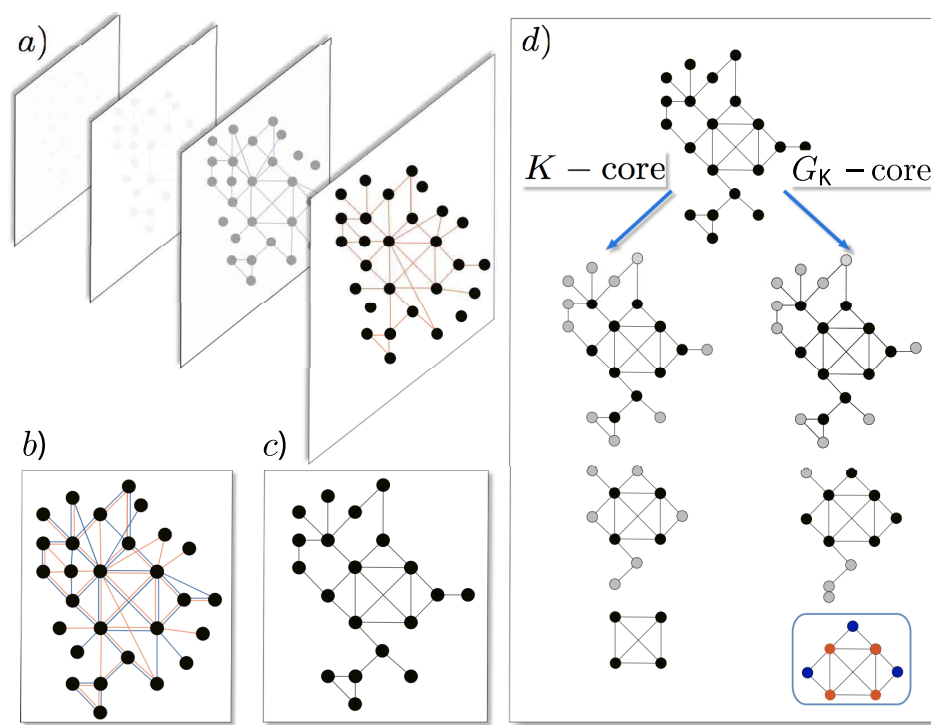 a)
d)
K – core
G_K – core
b)
c)